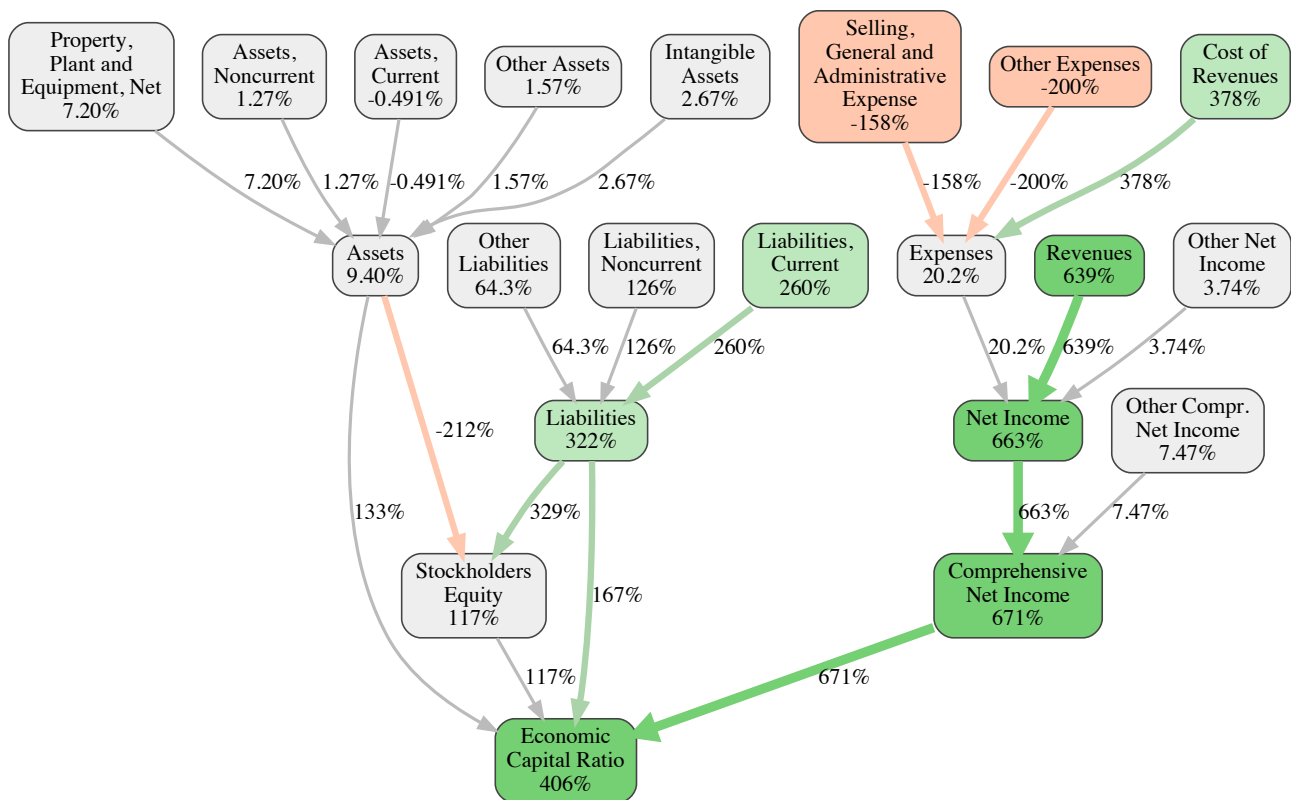 Property,
Plant and
Equipment, Net
7.20%
Assets,
Noncurrent
1.27%
Assets,
Current
-0.491%
Other Assets
1.57%
Intangible
Assets
2.67%
Selling,
General and
Administrative
Expense
-158%
Other Expenses
-200%
Cost of
Revenues
378%
7.20%
1.27%
-0.491%
1.57%
2.67%
-158%
-200%
378%
Assets
9.40%
Other
Liabilities
64.3%
Liabilities,
Noncurrent
126%
Liabilities,
Current
260%
Expenses
20.2%
Revenues
639%
Other Net
Income
3.74%
64.3%
126%
260%
20.2%
639%
3.74%
-212%
Liabilities
322%
Net Income
663%
Other Compr.
Net Income
7.47%
133%
329%
663%
7.47%
Stockholders
Equity
117%
167%
Comprehensive
Net Income
671%
117%
671%
Economic
Capital Ratio
406%